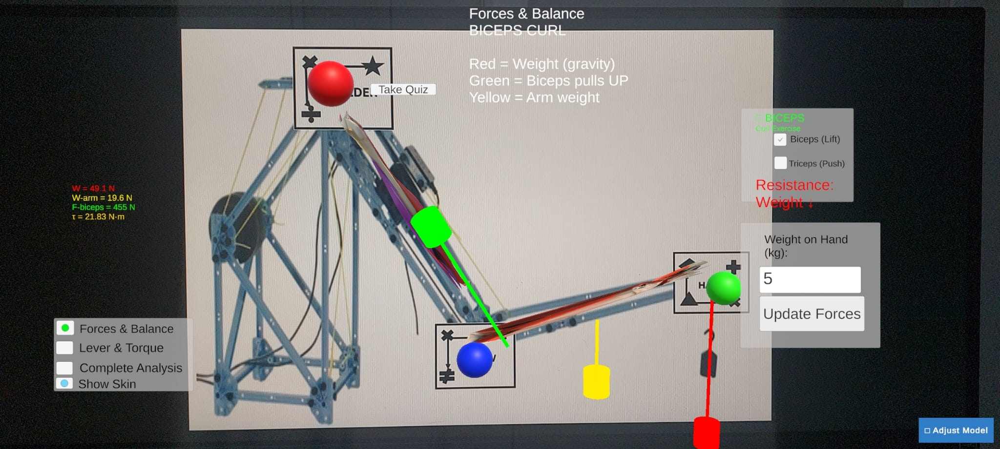 Forces & Balance
BICEPS CURL
Red = Weight (gravity)
Green = Biceps pulls UP
Yellow = Arm weight
Take Quiz
BICEPS
Curl Exercise
Biceps (Lift)
Triceps (Push)
Resistance:
Weight ↓
W = 49.1 N
W-arm = 19.6 N
F-biceps = 455 N
τ = 21.83 N·m
Weight on Hand
(kg):
5
Update Forces
Forces & Balance
Lever & Torque
Complete Analysis
Show Skin
Adjust Model